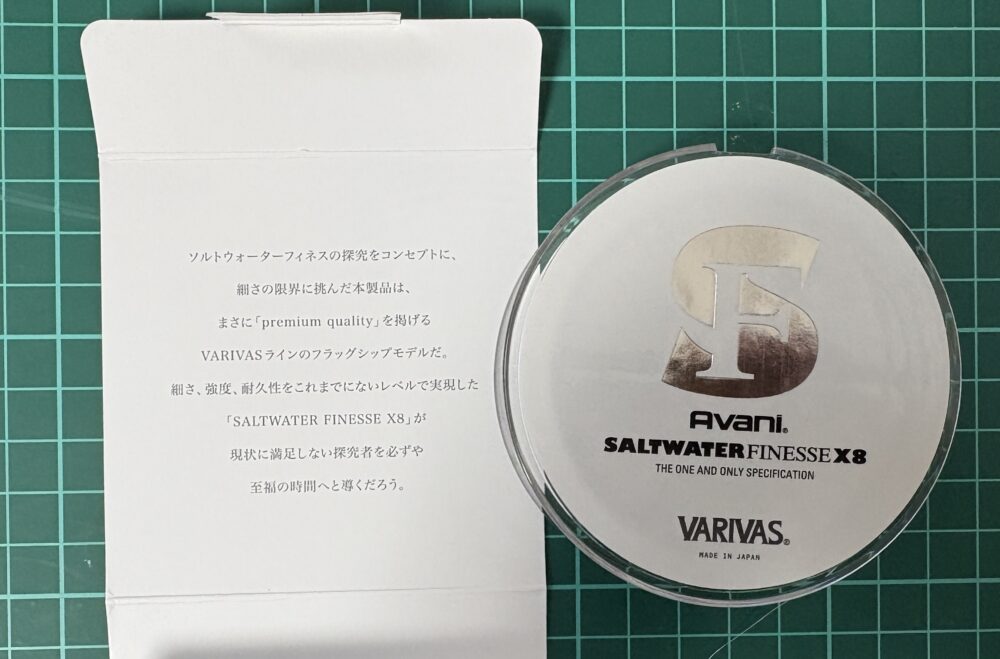 ソルトウォーターフィネスの探究をコンセプトに、
細さの限界に挑んだ本製品は、
まさに「premium quality」を掲げる
VARIVASラインのフラッグシップモデルだ。
細さ、強度、耐久性をこれまでにないレベルで実現した
「SALTWATER FINESSE X8」が
現状に満足しない探究者を必ずや
至福の時間へと導くだろう。
SF
Avani®
SALTWATER FINESSE X8
THE ONE AND ONLY SPECIFICATION
VARIVAS®
MADE IN JAPAN